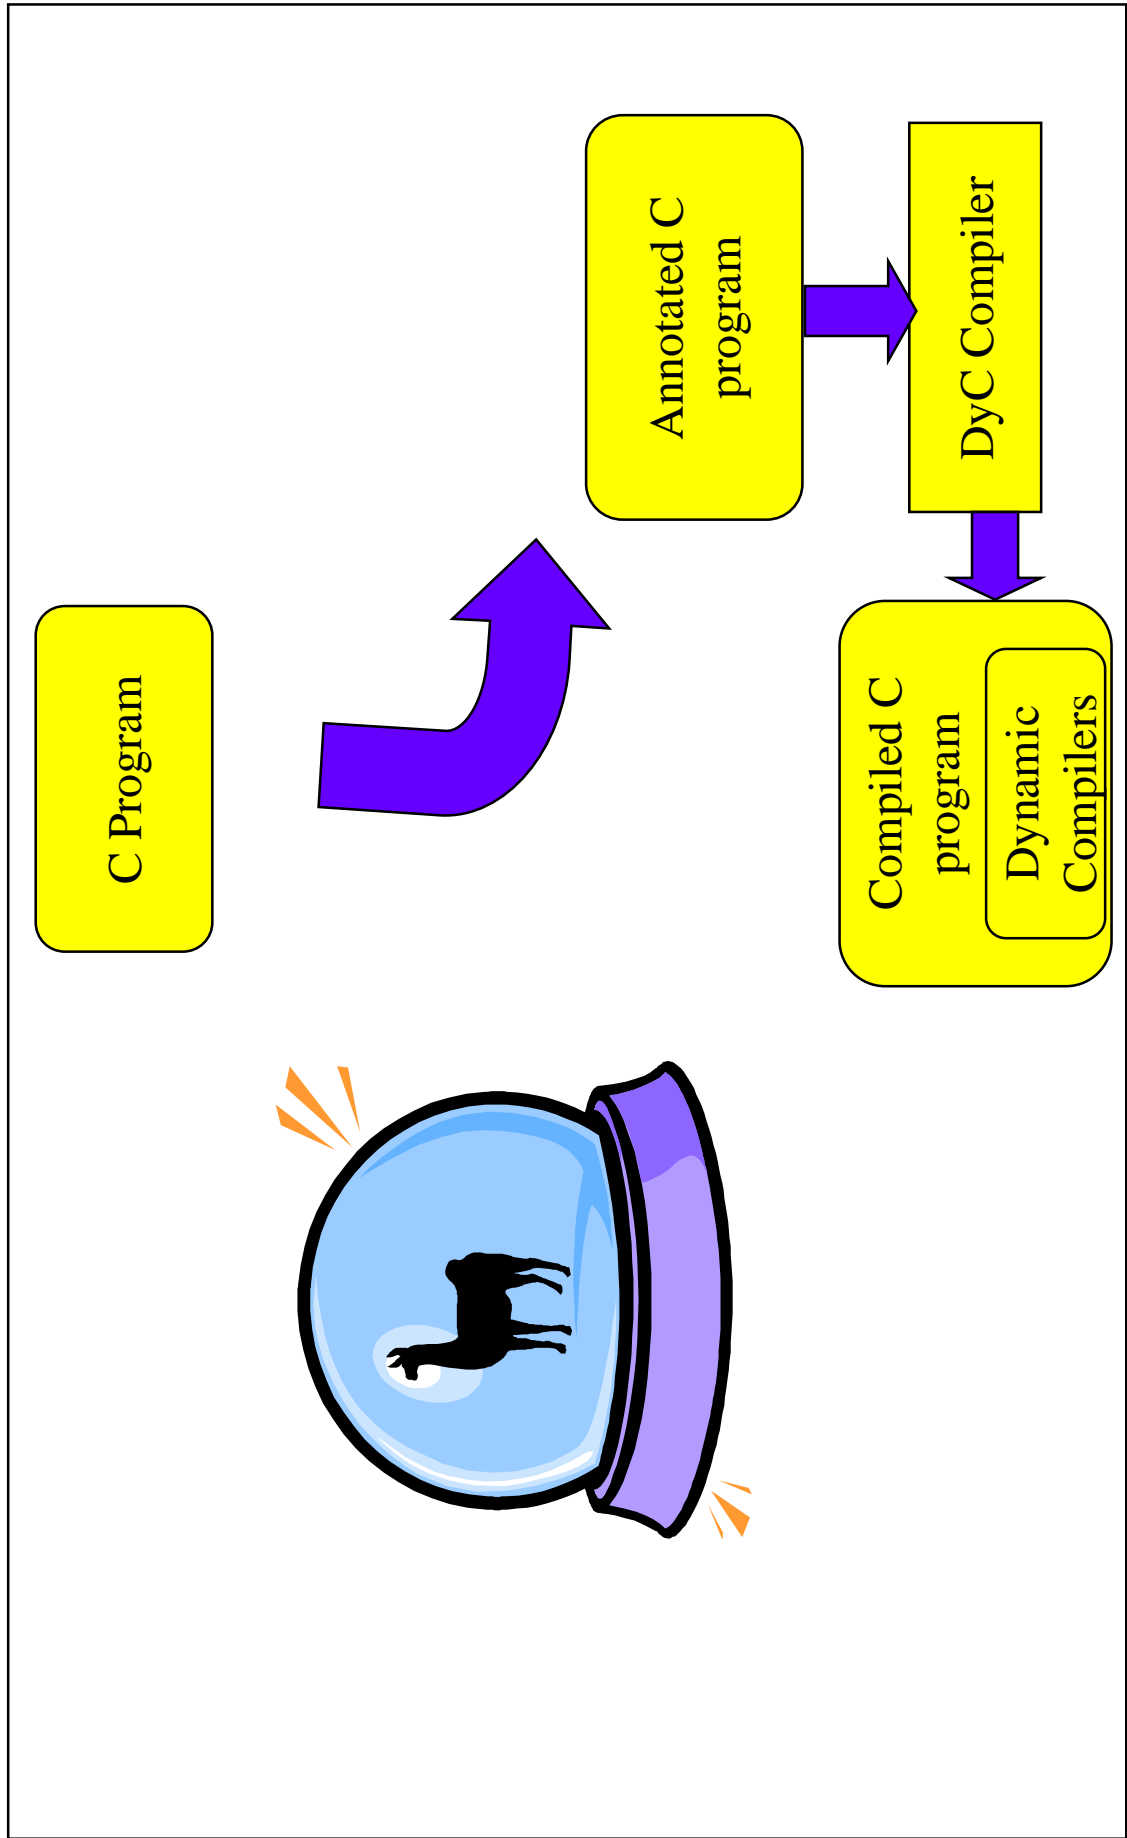 C Program
Annotated C
program
DyC Compiler
Compiled C
program
Dynamic
Compilers